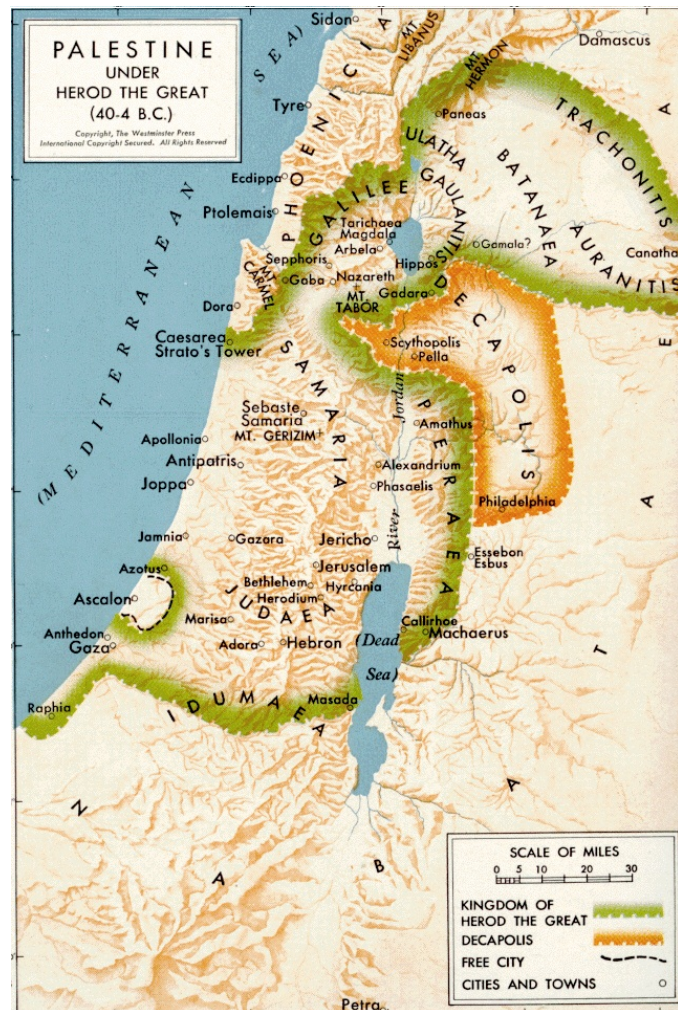 PALESTINE
UNDER
HEROD THE GREAT
(40-4 B.C.)
Copyright, The Westminster Press
International Copyright Secured. All Rights Reserved
Sidon
MT. LIBANUS
Damascus
MT. HERMON
(MEDITERRANEAN SEA)
PHOENICIA
Tyre
Paneas
ULATHA
TRACHONITIS
BATANAEA
AURANITIS
GAULANITIS
GALILEE
Ecdippa
Ptolemais
Tarichaea
Magdala
Arbela
Sepphoris
Hippos
Gamala?
Canatha
MT. CARMEL
Gaba
Nazareth
MT. TABOR
Gadara
DECAPOLIS
Dora
Caesarea
Strato's Tower
Scythopolis
Pella
SAMARIA
Jordan
River
PERAEA
Sebaste
Samaria
MT. GERIZIM
Amathus
Apollonia
Antipatris
Alexandrium
Joppa
Phasaelis
Philadelphia
Jamnia
Gazara
Jericho
Essebon
Esbus
Azotus
Jerusalem
Bethlehem
Hyrcania
Herodium
JUDAEA
Ascalon
Marisa
Callirhoe
Machaerus
Anthedon
Gaza
Adora
Hebron
(Dead
Sea)
Raphia
IDUMAEA
Masada
NABATAEA
Petra
SCALE OF MILES
0 5 10 20 30
KINGDOM OF
HEROD THE GREAT
DECAPOLIS
FREE CITY
CITIES AND TOWNS